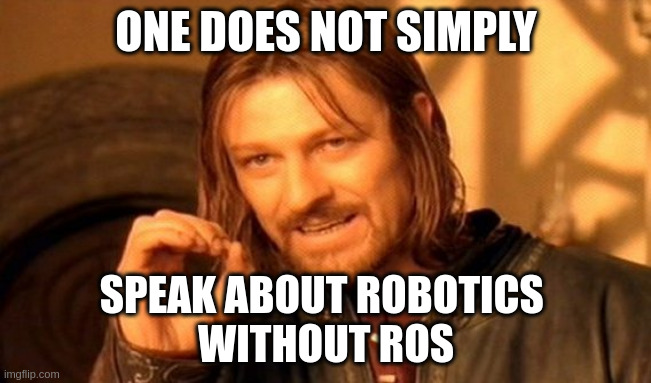 ONE DOES NOT SIMPLY
SPEAK ABOUT ROBOTICS
WITHOUT ROS
imgflip.com